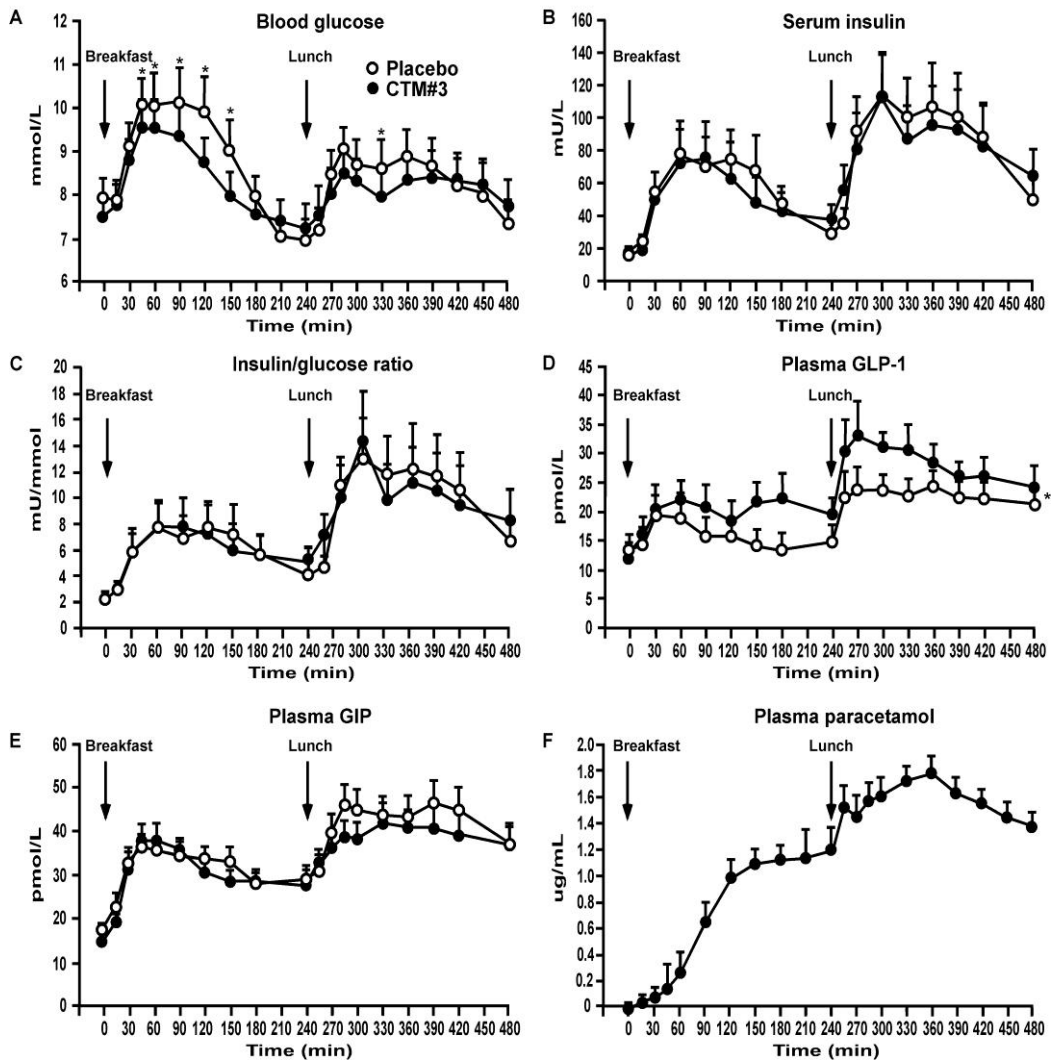 A
Blood glucose
12
11
10
9
8
7
6
mmol/L
Breakfast
Lunch
Placebo
CTM#3
* * * * *
*
0 30 60 90 120 150 180 210 240 270 300 330 360 390 420 450 480
Time (min)
B
Serum insulin
160
140
120
100
80
60
40
20
0
mU/L
Breakfast
Lunch
0 30 60 90 120 150 180 210 240 270 300 330 360 390 420 450 480
Time (min)
C
Insulin/glucose ratio
20
18
16
14
12
10
8
6
4
2
0
mU/mmol
Breakfast
Lunch
0 30 60 90 120 150 180 210 240 270 300 330 360 390 420 450 480
Time (min)
D
Plasma GLP-1
45
40
35
30
25
20
15
10
5
0
pmol/L
Breakfast
Lunch
*
0 30 60 90 120 150 180 210 240 270 300 330 360 390 420 450 480
Time (min)
E
Plasma GIP
60
50
40
30
20
10
0
pmol/L
Breakfast
Lunch
0 30 60 90 120 150 180 210 240 270 300 330 360 390 420 450 480
Time (min)
F
Plasma paracetamol
2.0
1.8
1.6
1.4
1.2
1.0
0.8
0.6
0.4
0.2
0
ug/mL
Breakfast
Lunch
0 30 60 90 120 150 180 210 240 270 300 330 360 390 420 450 480
Time (min)